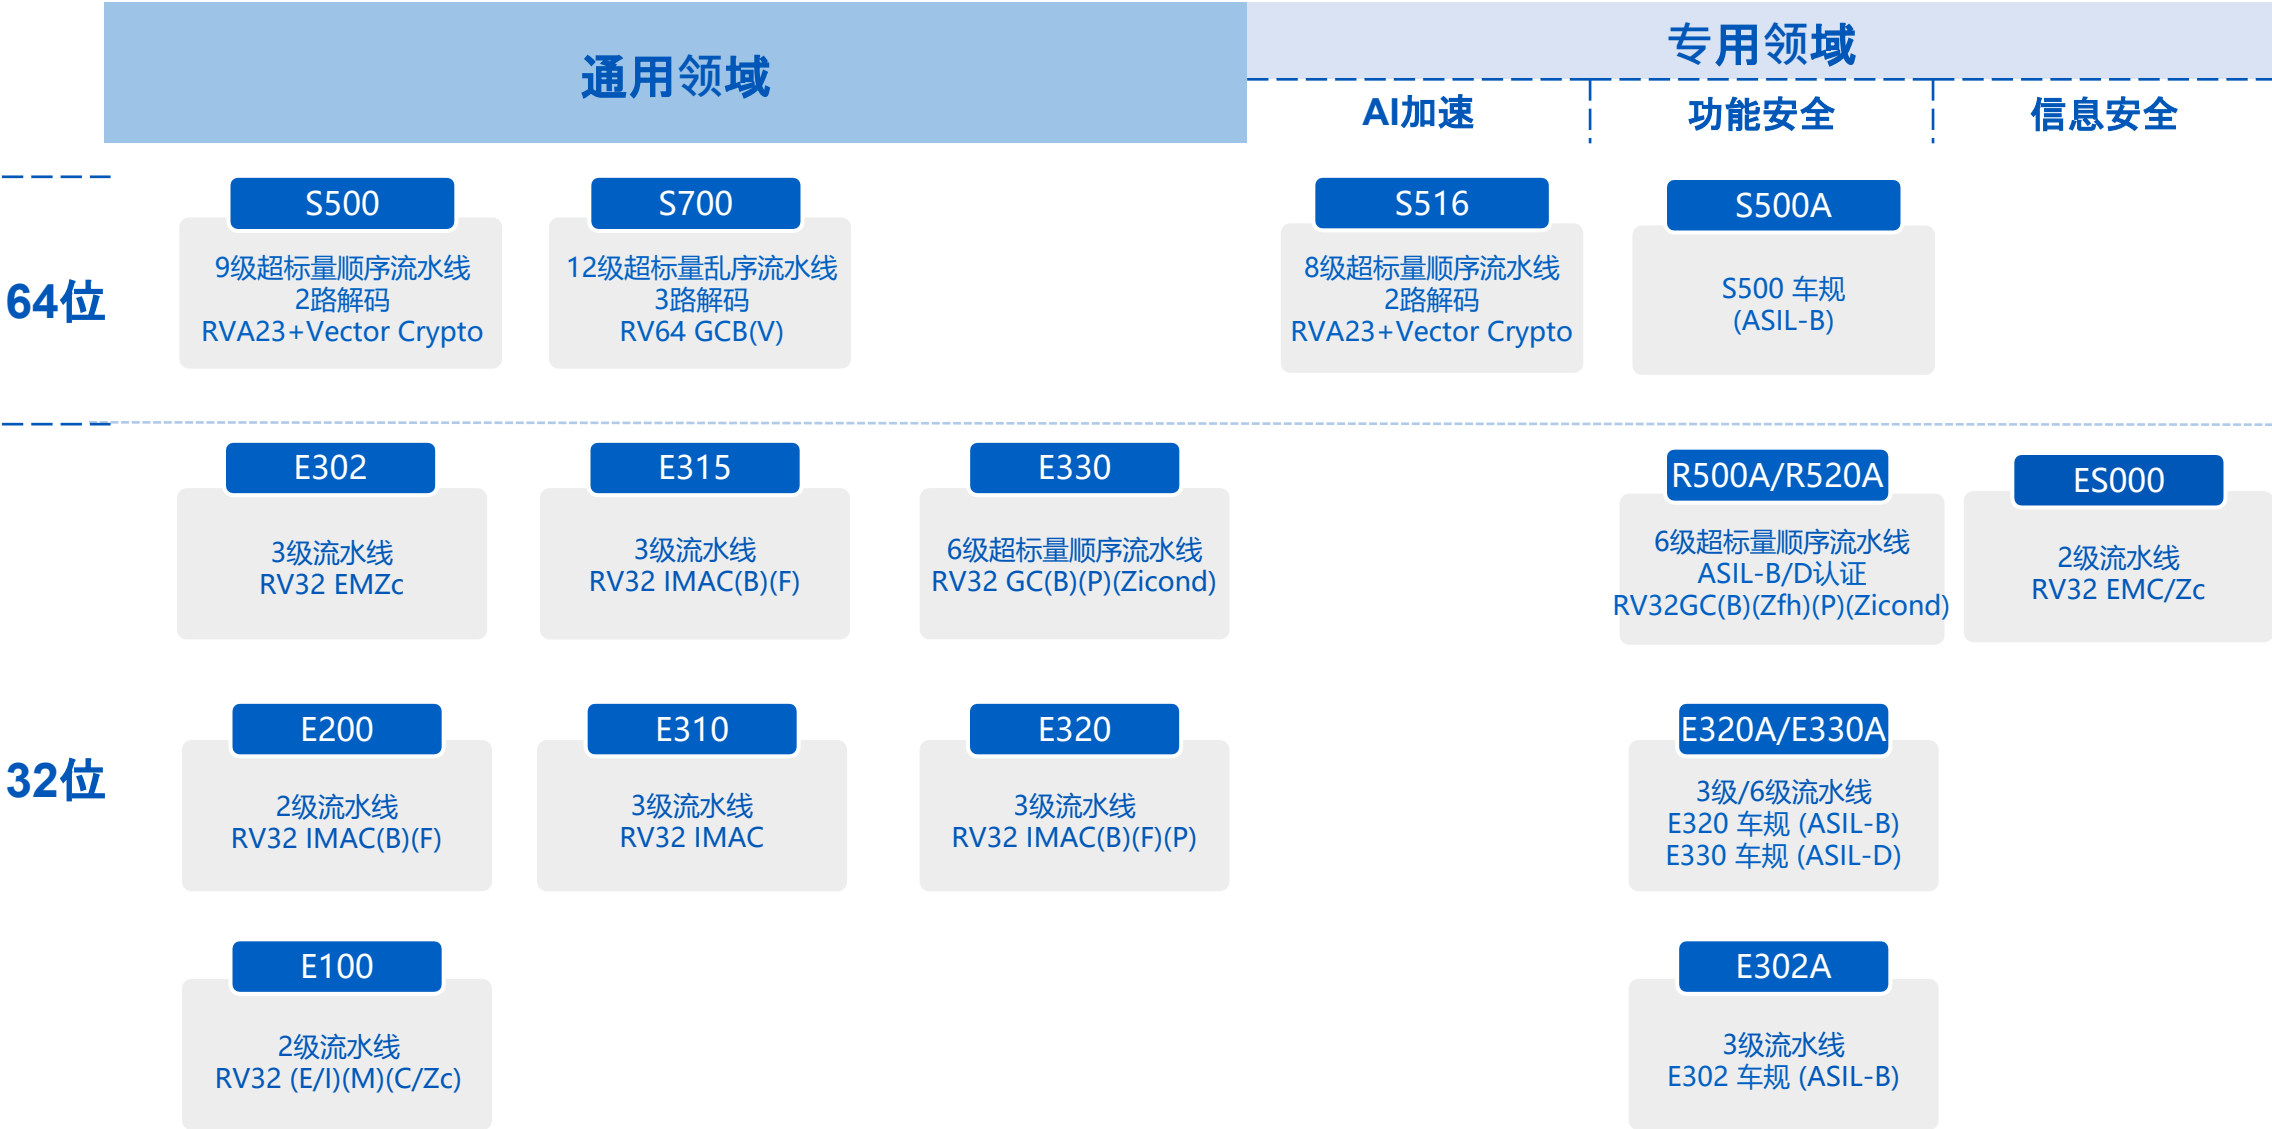 通用领域
专用领域
AI加速
功能安全
信息安全
64位
S500
9级超标量顺序流水线
2路解码
RVA23+Vector Crypto
S700
12级超标量乱序流水线
3路解码
RV64 GCB(V)
S516
8级超标量顺序流水线
2路解码
RVA23+Vector Crypto
S500A
S500 车规
(ASIL-B)
32位
E302
3级流水线
RV32 EMZc
E315
3级流水线
RV32 IMAC(B)(F)
E330
6级超标量顺序流水线
RV32 GC(B)(P)(Zicond)
R500A/R520A
6级超标量顺序流水线
ASIL-B/D认证
RV32GC(B)(Zfh)(P)(Zicond)
ES000
2级流水线
RV32 EMC/Zc
E200
2级流水线
RV32 IMAC(B)(F)
E310
3级流水线
RV32 IMAC
E320
3级流水线
RV32 IMAC(B)(F)(P)
E320A/E330A
3级/6级流水线
E320 车规 (ASIL-B)
E330 车规 (ASIL-D)
E100
2级流水线
RV32 (E/I)(M)(C/Zc)
E302A
3级流水线
E302 车规 (ASIL-B)